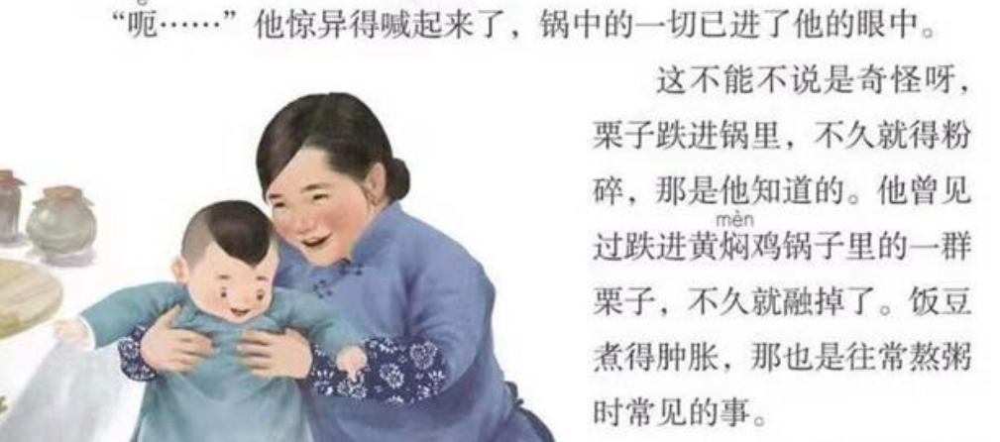 “呃……”他惊异得喊起来了，锅中的一切已进了他的眼中。
这不能不说是奇怪呀，
栗子跌进锅里，不久就得粉
碎，那是他知道的。他曾见
mèn
过跌进黄焖鸡锅子里的一群
栗子，不久就融掉了。饭豆
煮得肿胀，那也是往常熬粥
时常见的事。